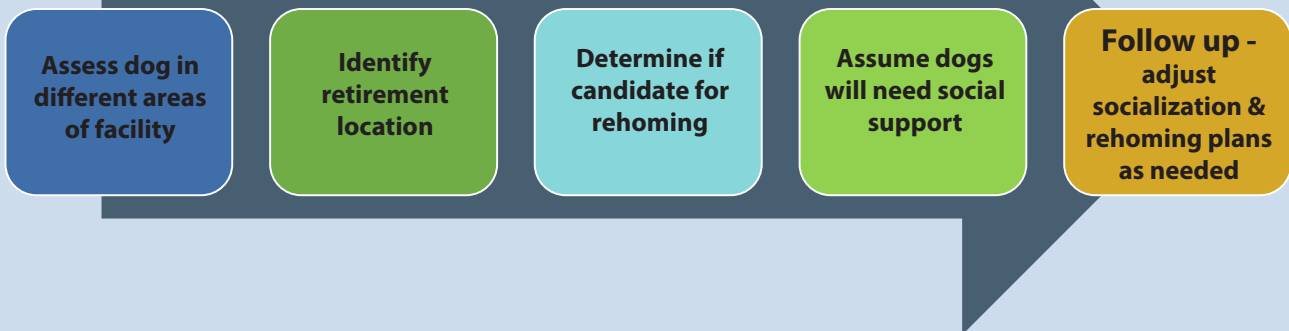 Assess dog in
different areas
of facility
Identify
retirement
location
Determine if
candidate for
rehoming
Assume dogs
will need social
support
Follow up -
adjust
socialization &
rehoming plans
as needed